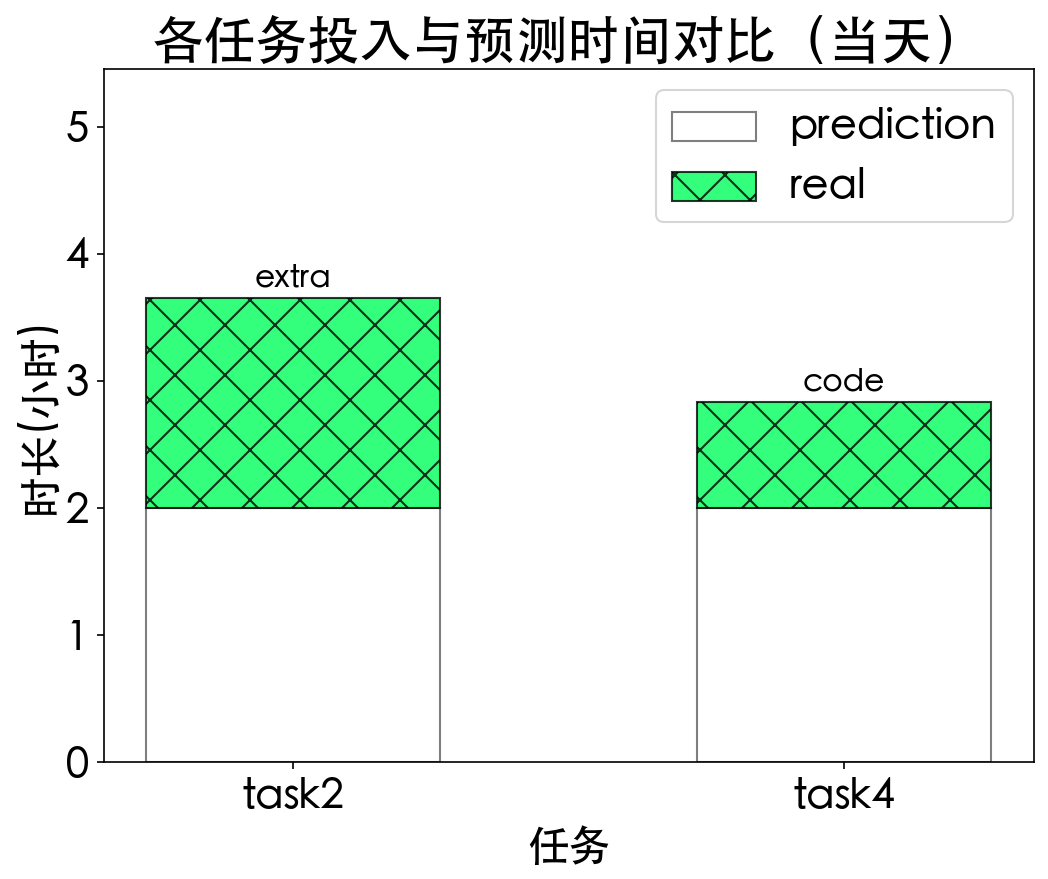 各任务投入与预测时间对比（当天）
prediction
real
5
4
3
2
1
0
时长(小时)
extra
code
task2
task4
任务